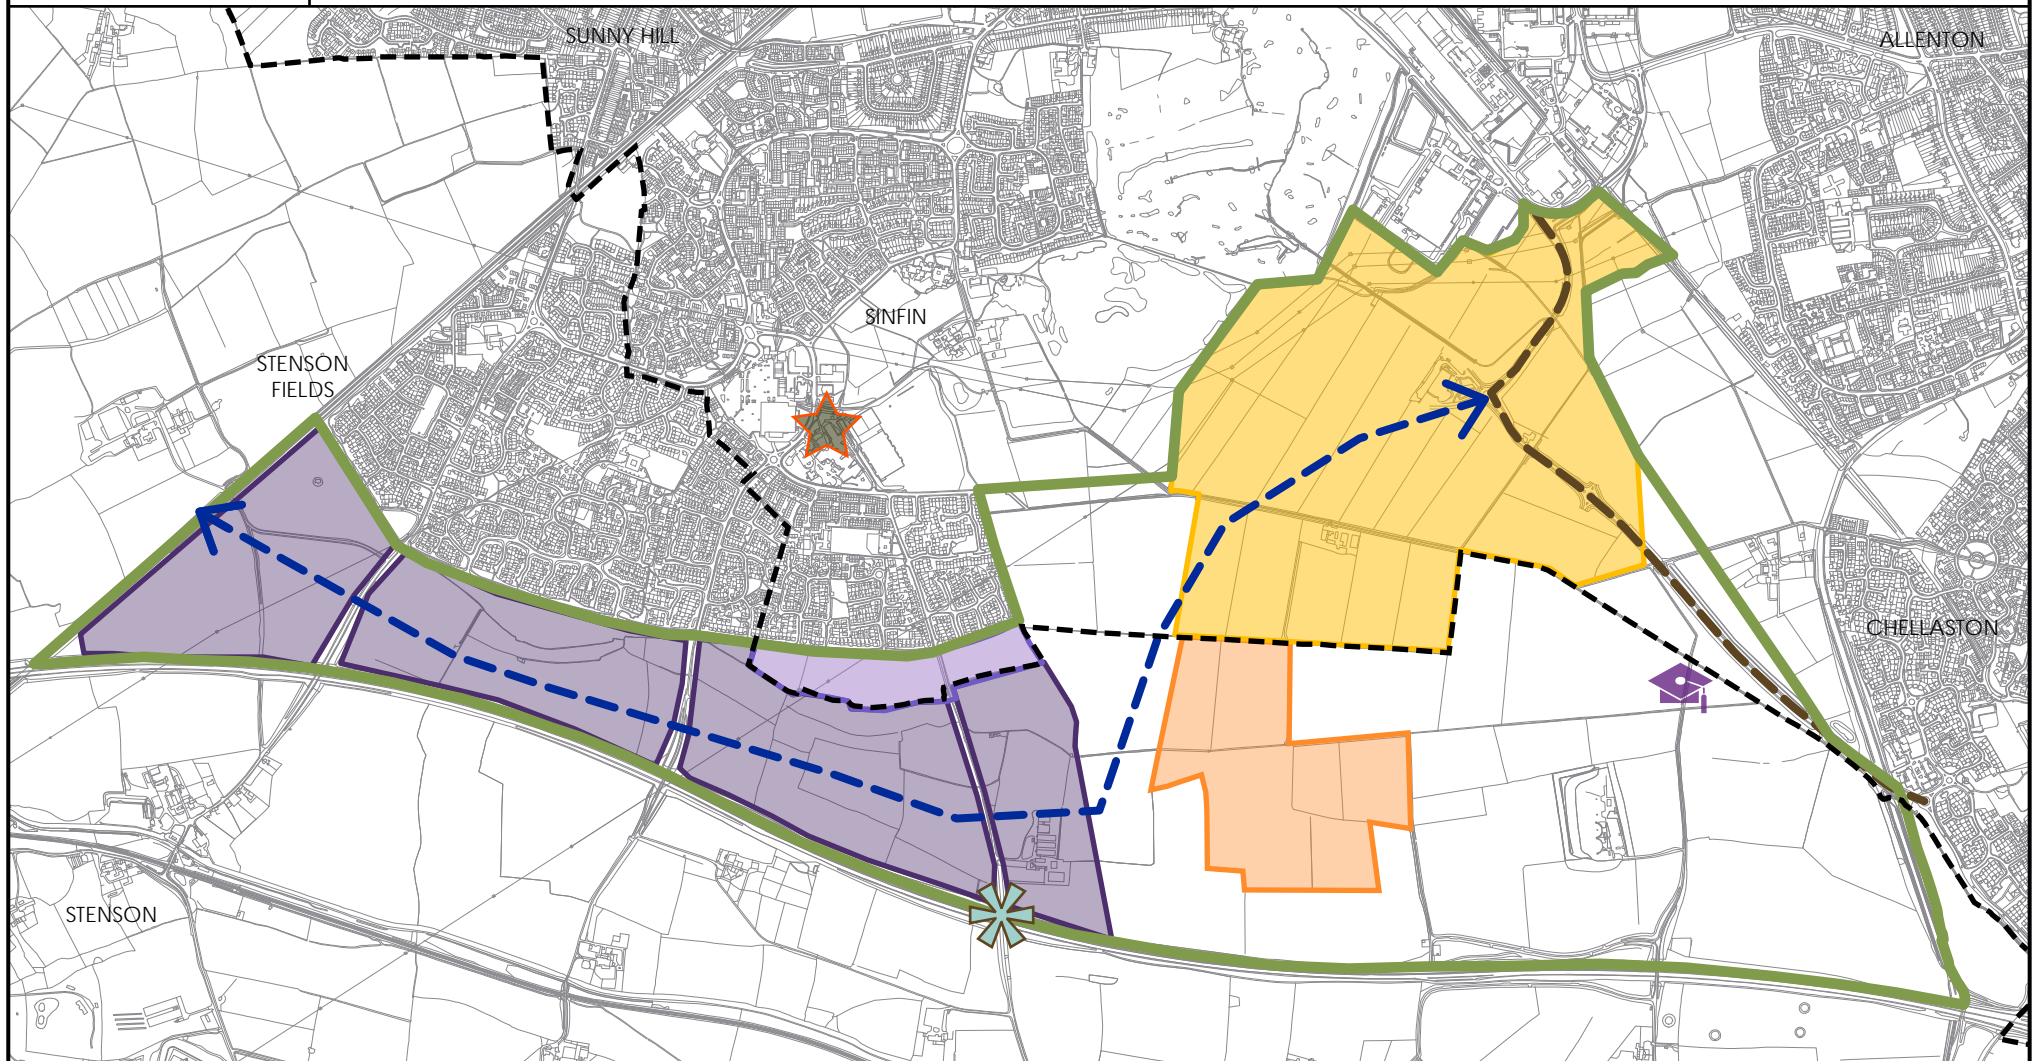 SUNNY HILL
ALLENTON
SINFIN
STENSON
FIELDS
CHELLASTON
STENSON